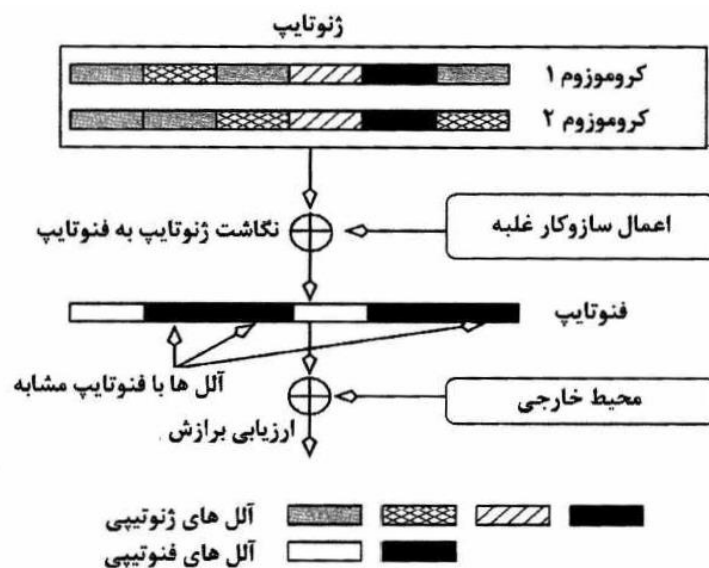 ژنوتایپ
کروموزوم ۱
کروموزوم ۲
اعمال سازوکار غلبه
نگاشت ژنوتایپ به فنوتایپ
فنوتایپ
آلل ها با فنوتایپ مشابه
محیط خارجی
ارزیابی برازش
آلل های ژنوتیپی
آلل های فنوتیپی